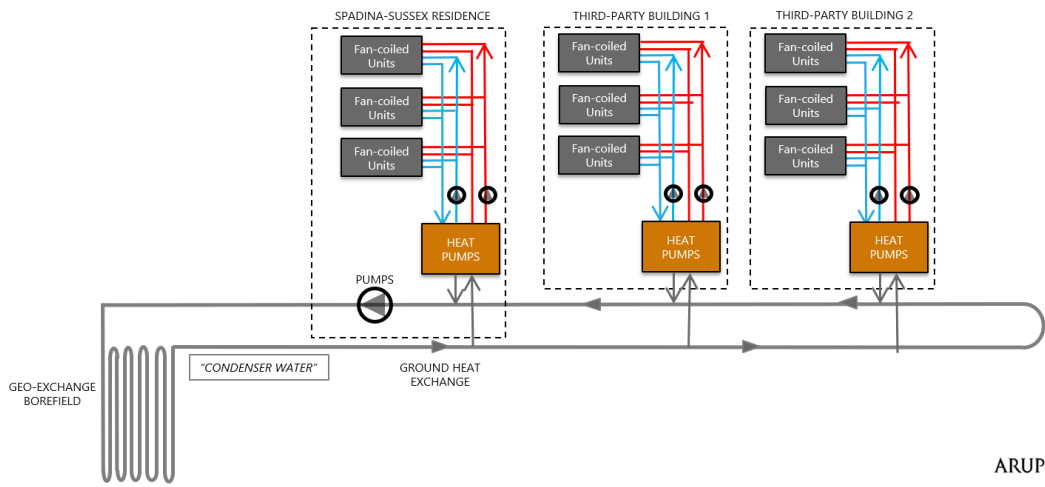 SPADINA-SUSSEX RESIDENCE
THIRD-PARTY BUILDING 1
THIRD-PARTY BUILDING 2
Fan-coiled
Units
Fan-coiled
Units
Fan-coiled
Units
HEAT
PUMPS
Fan-coiled
Units
Fan-coiled
Units
Fan-coiled
Units
HEAT
PUMPS
Fan-coiled
Units
Fan-coiled
Units
Fan-coiled
Units
HEAT
PUMPS
PUMPS
"CONDENSER WATER"
GROUND HEAT
EXCHANGE
GEO-EXCHANGE
BOREFIELD
ARUP